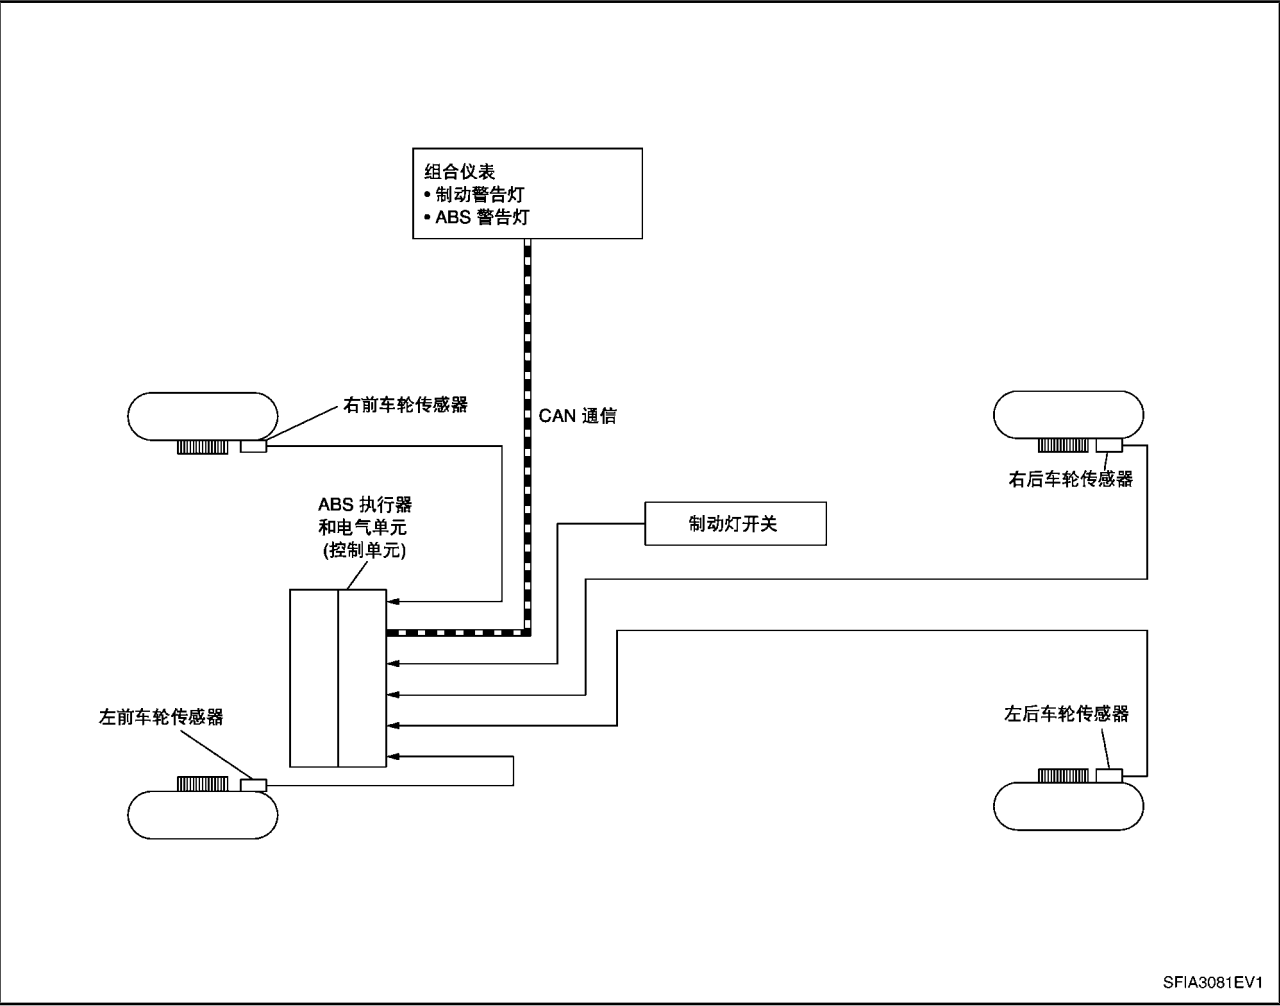 组合仪表
• 制动警告灯
• ABS 警告灯
右前车轮传感器
CAN 通信
右后车轮传感器
ABS 执行器
和电气单元
(控制单元)
制动灯开关
左前车轮传感器
左后车轮传感器
SFIA3081EV1